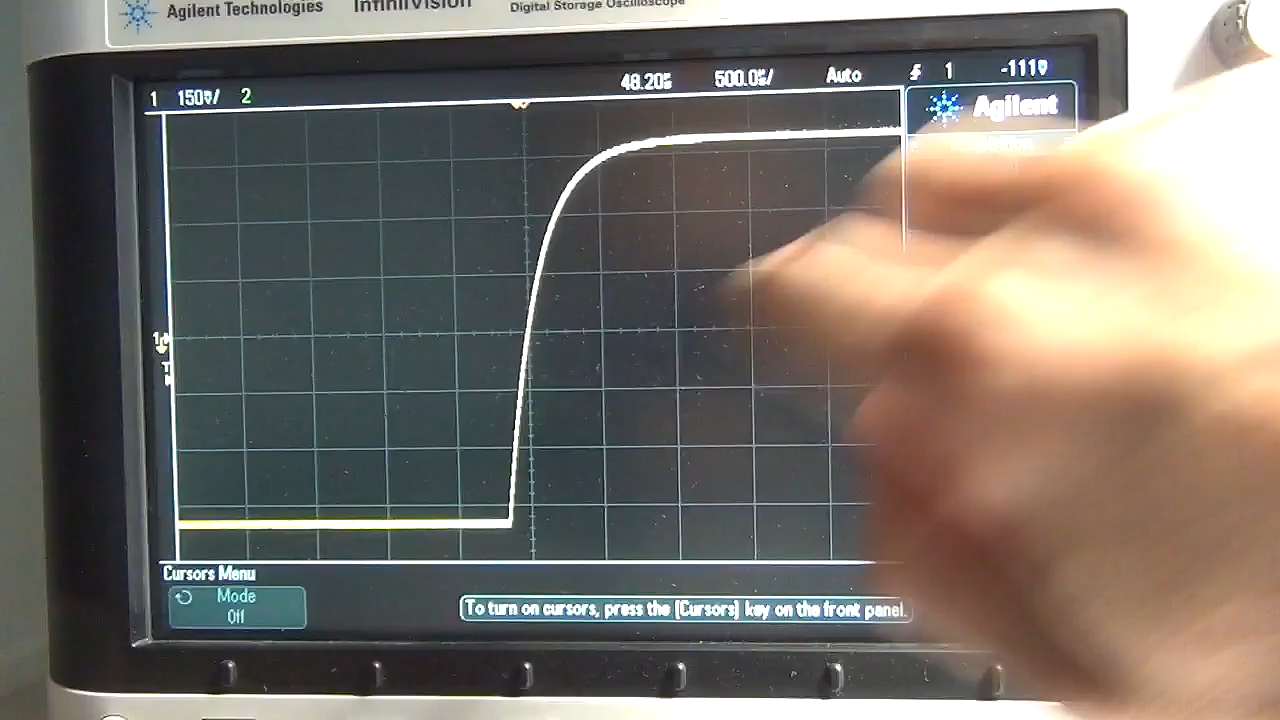 Agilent Technologies
InfiniiVision
Digital Storage Oscilloscope
1 150V/ 2 48.20s 500.0s/ Auto 1 -111V
Agilent
Cursors Menu
Mode
Off
To turn on cursors, press the [Cursors] key on the front panel.